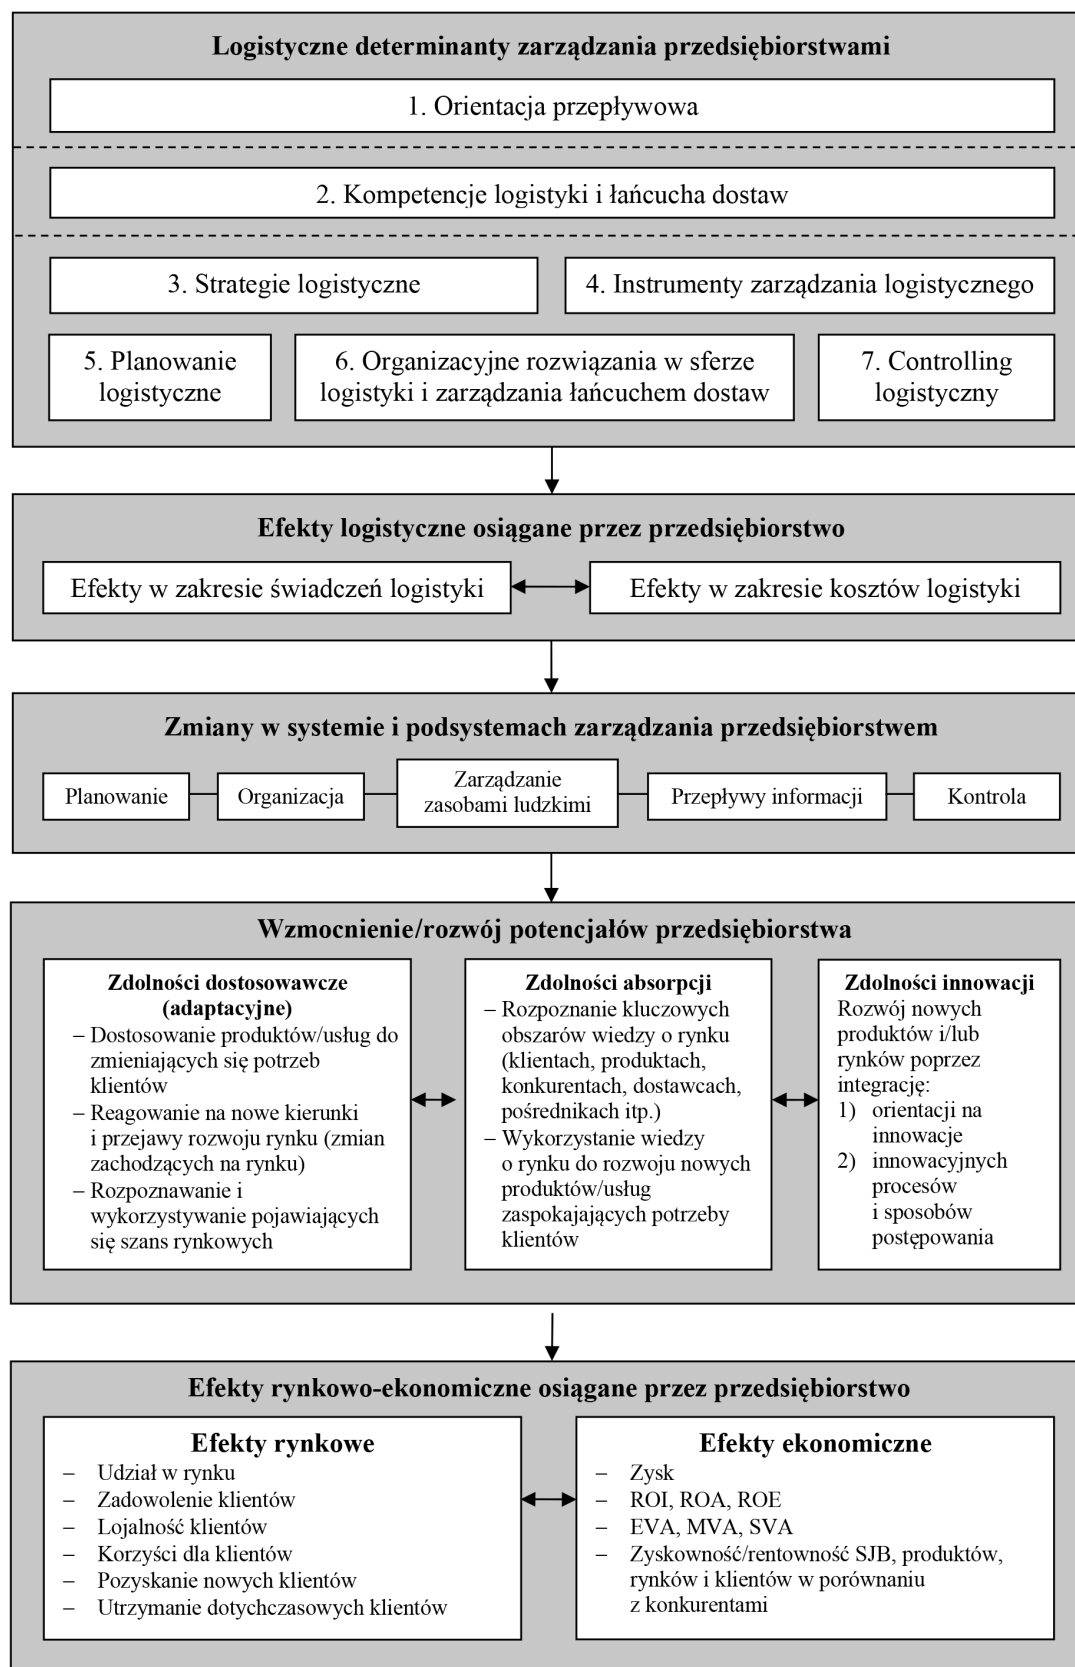 Logistyczne determinanty zarządzania przedsiębiorstwami
1. Orientacja przepływowa
2. Kompetencje logistyki i łańcucha dostaw
3. Strategie logistyczne
4. Instrumenty zarządzania logistycznego
5. Planowanie
logistyczne
6. Organizacyjne rozwiązania w sferze
logistyki i zarządzania łańcuchem dostaw
7. Controlling
logistyczny
Efekty logistyczne osiągane przez przedsiębiorstwo
Efekty w zakresie świadczeń logistyki
Efekty w zakresie kosztów logistyki
Zmiany w systemie i podsystemach zarządzania przedsiębiorstwem
Planowanie
Organizacja
Zarządzanie
zasobami ludzkimi
Przepływy informacji
Kontrola
Wzmocnienie/rozwój potencjałów przedsiębiorstwa
Zdolności dostosowawcze
(adaptacyjne)
– Dostosowanie produktów/usług do
zmieniających się potrzeb
klientów
– Reagowanie na nowe kierunki
i przejawy rozwoju rynku (zmian
zachodzących na rynku)
– Rozpoznawanie i
wykorzystywanie pojawiających
się szans rynkowych
Zdolności absorpcji
– Rozpoznanie kluczowych
obszarów wiedzy o rynku
(klientach, produktach,
konkurentach, dostawcach,
pośrednikach itp.)
– Wykorzystanie wiedzy
o rynku do rozwoju nowych
produktów/usług
zaspokajających potrzeby
klientów
Zdolności innowacji
Rozwój nowych
produktów i/lub
rynków poprzez
integrację:
1) orientacji na
innowacje
2) innowacyjnych
procesów
i sposobów
postępowania
Efekty rynkowo-ekonomiczne osiągane przez przedsiębiorstwo
Efekty rynkowe
– Udział w rynku
– Zadowolenie klientów
– Lojalność klientów
– Korzyści dla klientów
– Pozyskanie nowych klientów
– Utrzymanie dotychczasowych klientów
Efekty ekonomiczne
– Zysk
– ROI, ROA, ROE
– EVA, MVA, SVA
– Zyskowność/rentowność SJB, produktów,
rynków i klientów w porównaniu
z konkurentami